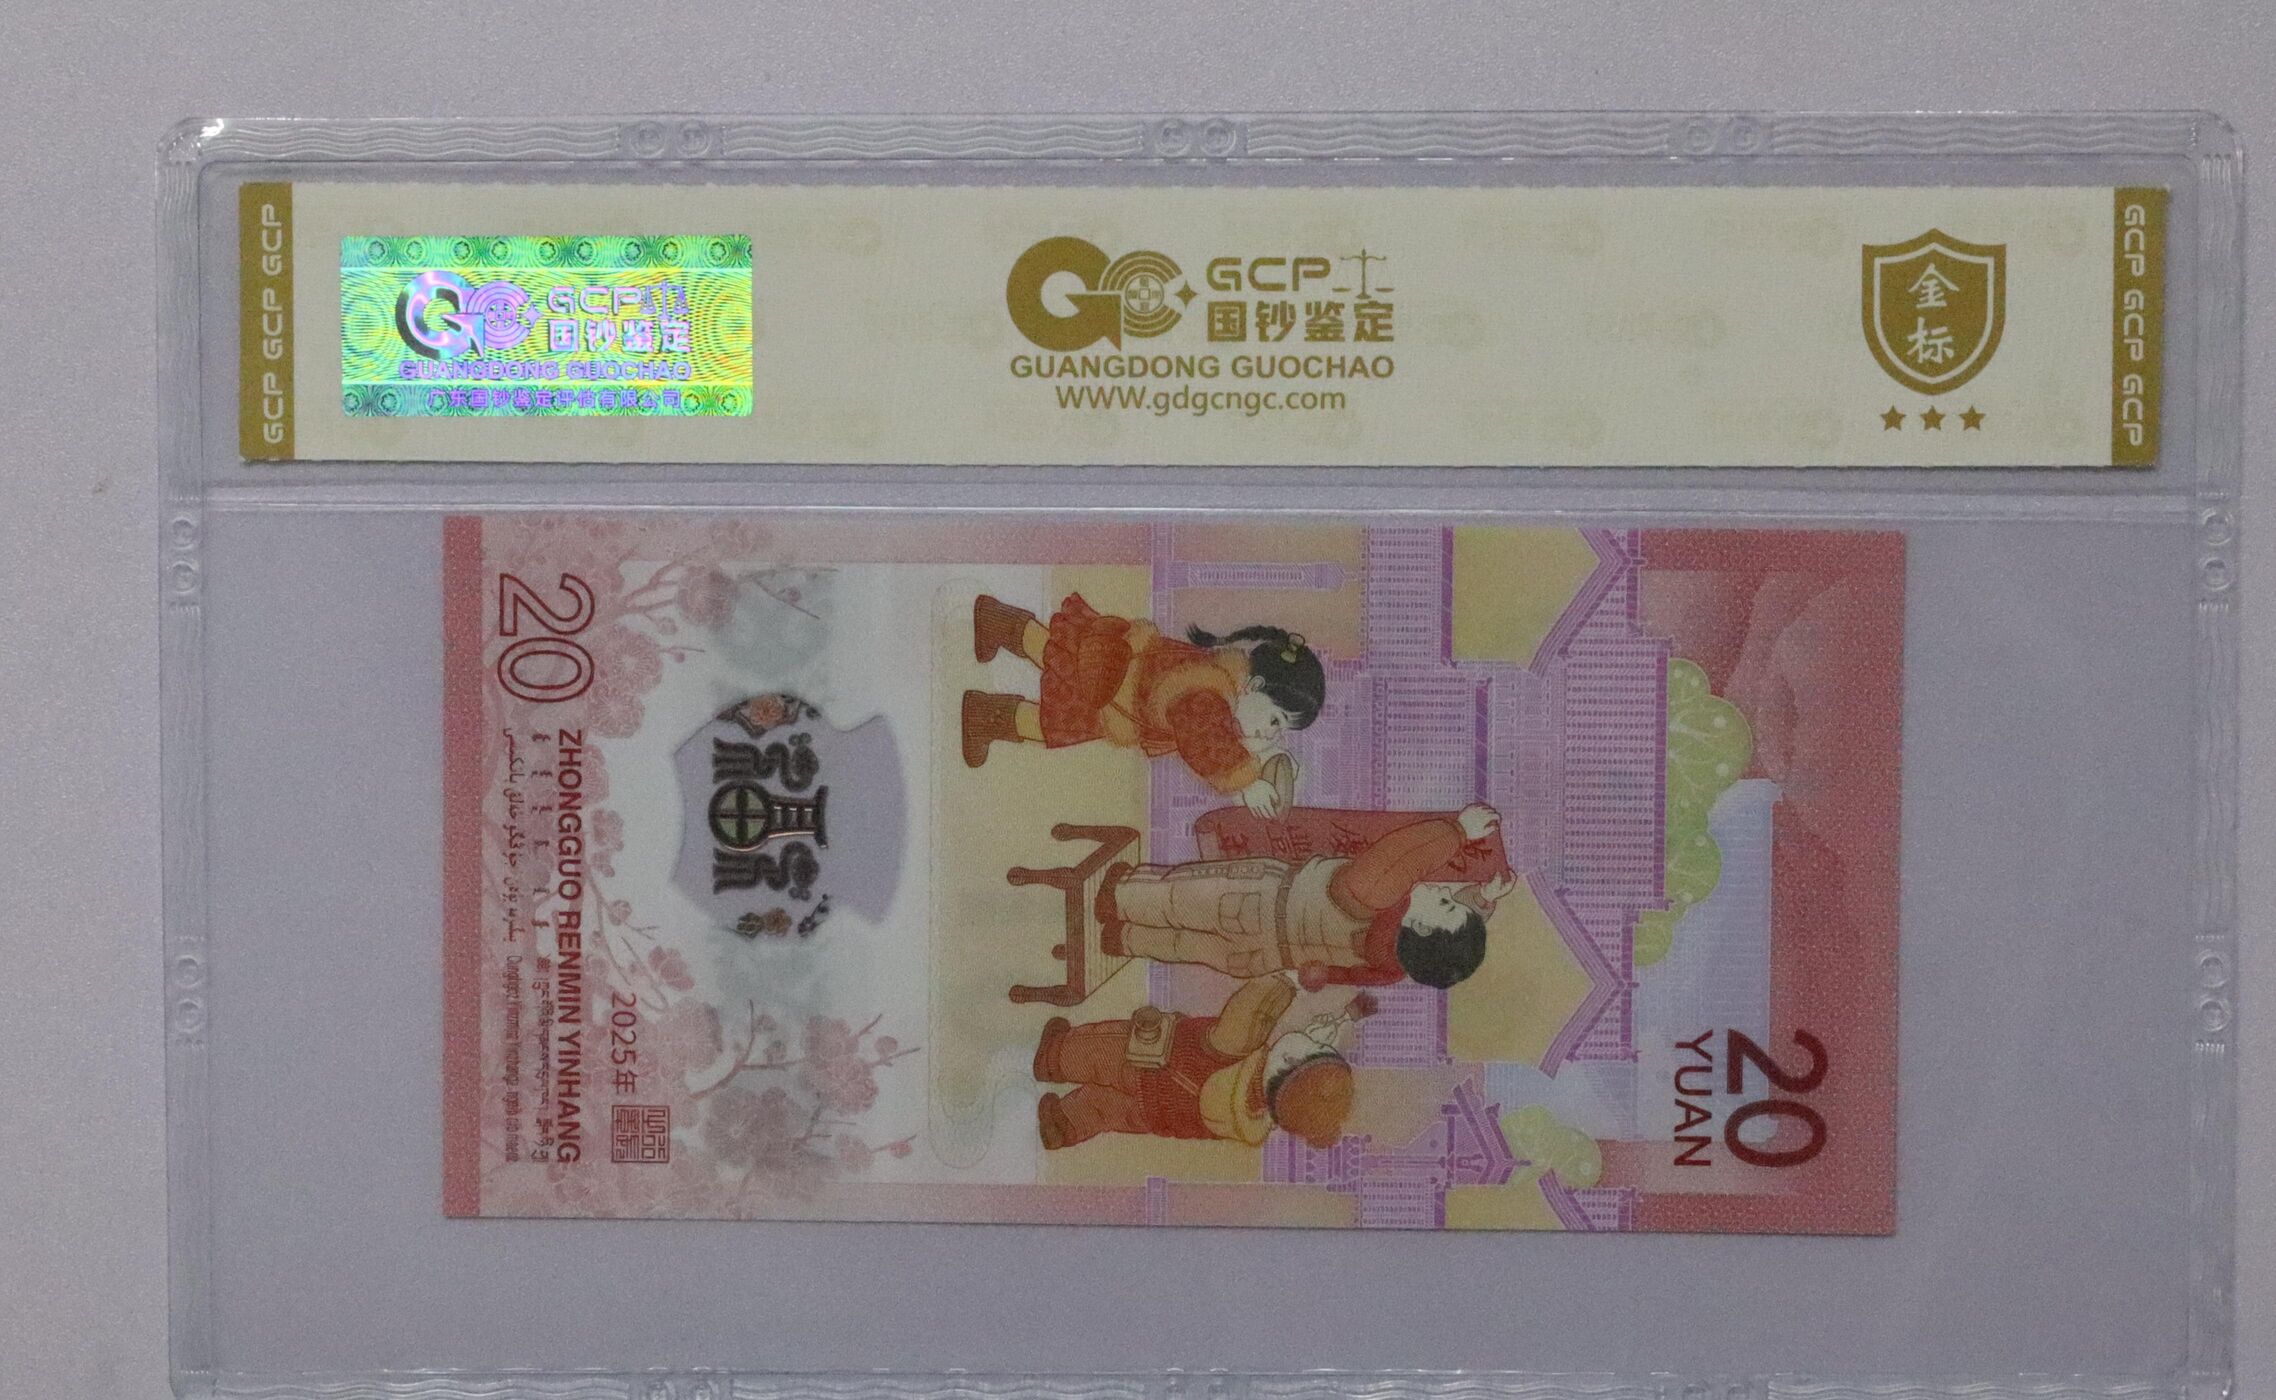 GCP GCP GCP
GCP
国钞鉴定
GUANGDONG GUOCHAO
广东国钞鉴定评估有限公司
GCP
国钞鉴定
GUANGDONG GUOCHAO
WWW.gdgcngc.com
金标
GCP GCP GCP
20
YUAN
2025年
ZHONGGUO RENMIN YINHANG
20